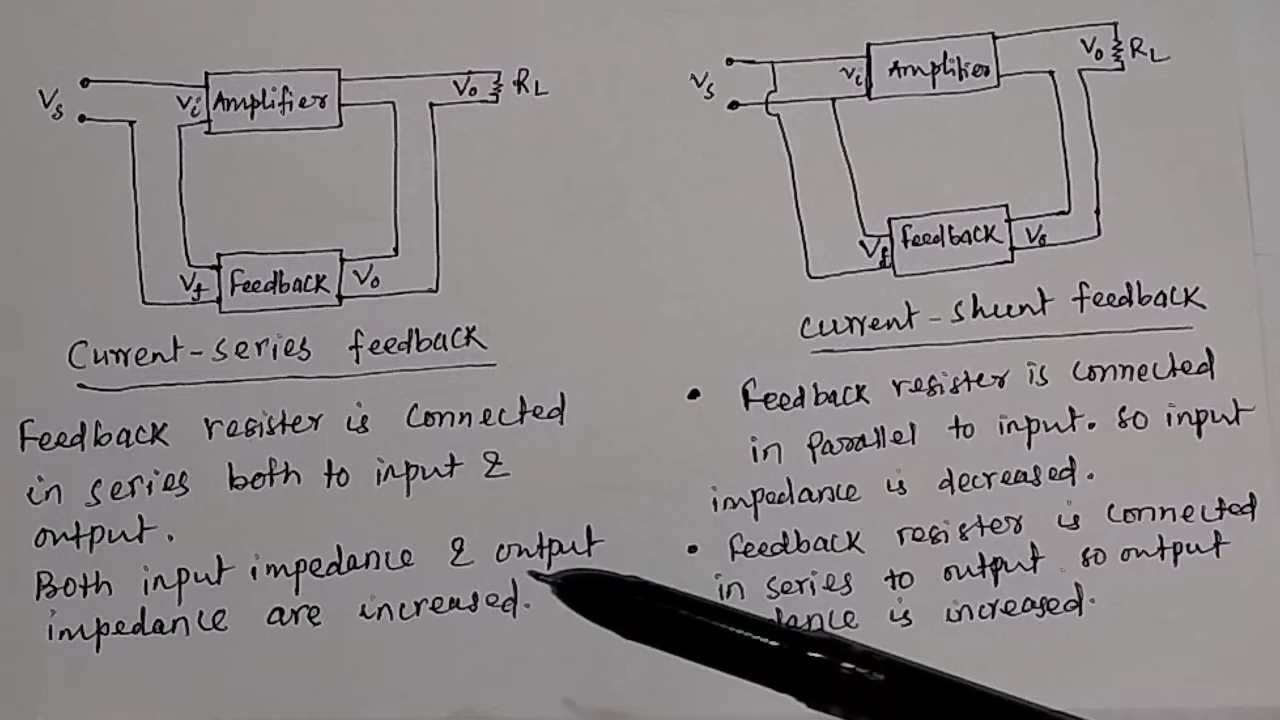 Vs
Vi
Amplifier
Vo
RL
Vf
Feedback
Vo
Current-series feedback
Feedback resister is connected
in series both to input &
output.
Both input impedance & output
impedance are increased.
Vs
Vi
Amplifier
Vo
RL
Vf
feedback
Vo
current-shunt feedback
• Feedback resister is connected
in parallel to input. so input
impedance is decreased.
• Feedback resister is connected
in series to output. so output
dance is increased.